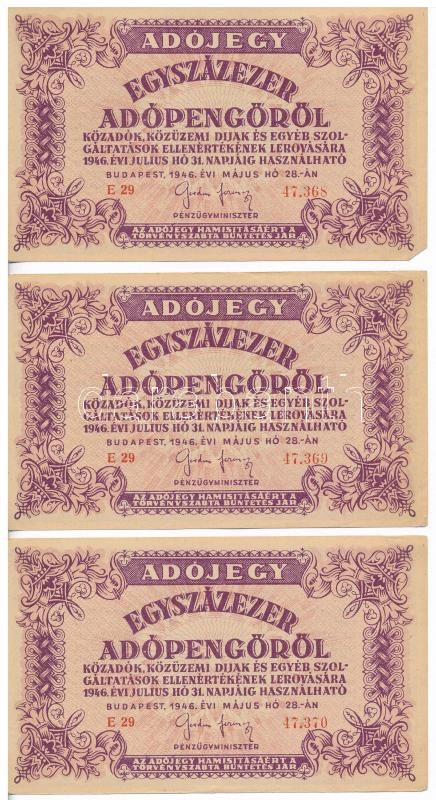 ADÓJEGY
EGYSZÁZEZER
ADÓPENGŐRŐL
KÖZADÓK, KÖZÜZEMI DIJAK ÉS EGYÉB SZOL-
GÁLTATÁSOK ELLENÉRTÉKÉNEK LEROVÁSÁRA
1946. ÉVI JULIUS HÓ 31. NAPJÁIG HASZNÁLHATÓ
BUDAPEST, 1946. ÉVI MÁJUS HÓ 28.-ÁN
E 29 47.368
PÉNZÜGYMINISZTER
AZ ADÓJEGY HAMISITÁSÁÉRT A
TÖRVÉNYSZABTA BÜNTETÉS JÁR
ADÓJEGY
EGYSZÁZEZER
ADÓPENGŐRŐL
KÖZADÓK, KÖZÜZEMI DIJAK ÉS EGYÉB SZOL-
GÁLTATÁSOK ELLENÉRTÉKÉNEK LEROVÁSÁRA
1946. ÉVI JULIUS HÓ 31. NAPJÁIG HASZNÁLHATÓ
BUDAPEST, 1946. ÉVI MÁJUS HÓ 28.-ÁN
E 29 47.369
PÉNZÜGYMINISZTER
AZ ADÓJEGY HAMISITÁSÁÉRT A
TÖRVÉNYSZABTA BÜNTETÉS JÁR
ADÓJEGY
EGYSZÁZEZER
ADÓPENGŐRŐL
KÖZADÓK, KÖZÜZEMI DIJAK ÉS EGYÉB SZOL-
GÁLTATÁSOK ELLENÉRTÉKÉNEK LEROVÁSÁRA
1946. ÉVI JULIUS HÓ 31. NAPJÁIG HASZNÁLHATÓ
BUDAPEST, 1946. ÉVI MÁJUS HÓ 28.-ÁN
E 29 47.370
PÉNZÜGYMINISZTER
AZ ADÓJEGY HAMISITÁSÁÉRT A
TÖRVÉNYSZABTA BÜNTETÉS JÁR